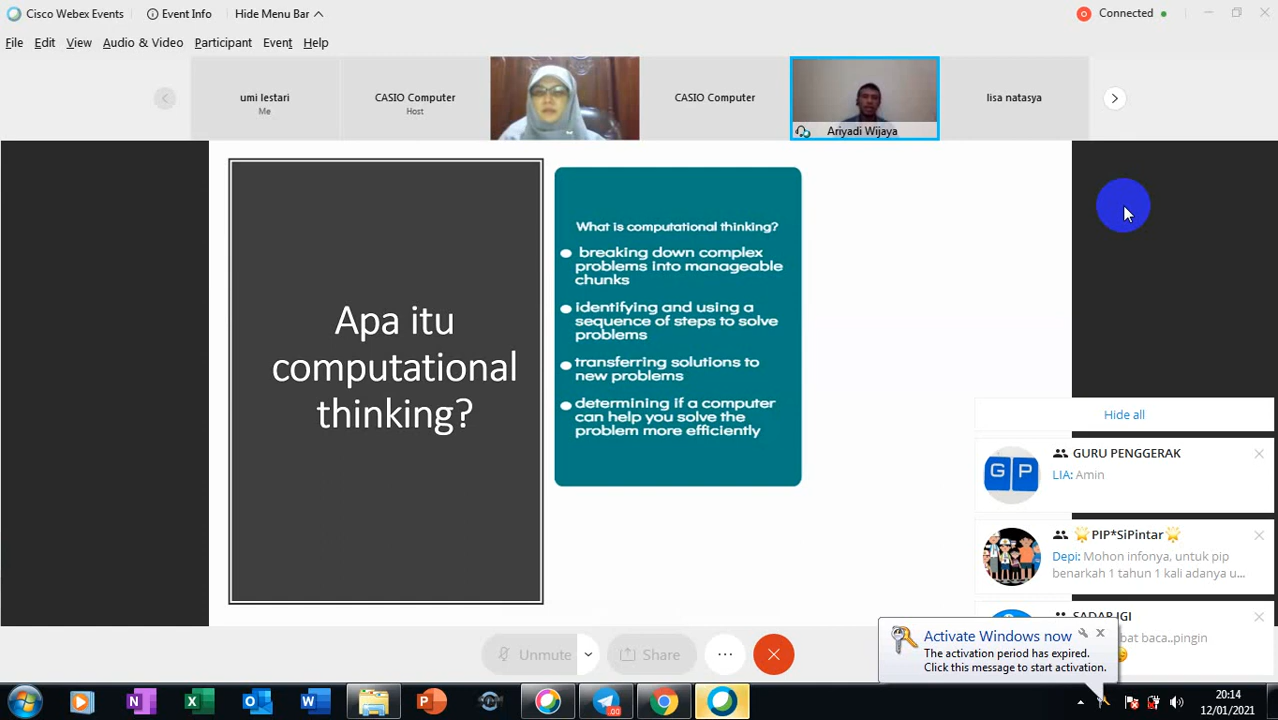 Cisco Webex Events
Event Info
Hide Menu Bar
Connected
File Edit View Audio & Video Participant Event Help
umi lestari
Me
CASIO Computer
Host
CASIO Computer
Ariyadi Wijaya
lisa natasya
Apa itu
computational
thinking?
What is computational thinking?
breaking down complex
problems into manageable
chunks
identifying and using a
sequence of steps to solve
problems
transferring solutions to
new problems
determining if a computer
can help you solve the
problem more efficiently
Hide all
GURU PENGGERAK
LIA: Amin
GP
PIP*SiPintar
Depi: Mohon infonya, untuk pip
benarkah 1 tahun 1 kali adanya u...
SADAR IGI
bat baca..pingin
Unmute
Share
Activate Windows now
The activation period has expired.
Click this message to start activation.
20:14
12/01/2021